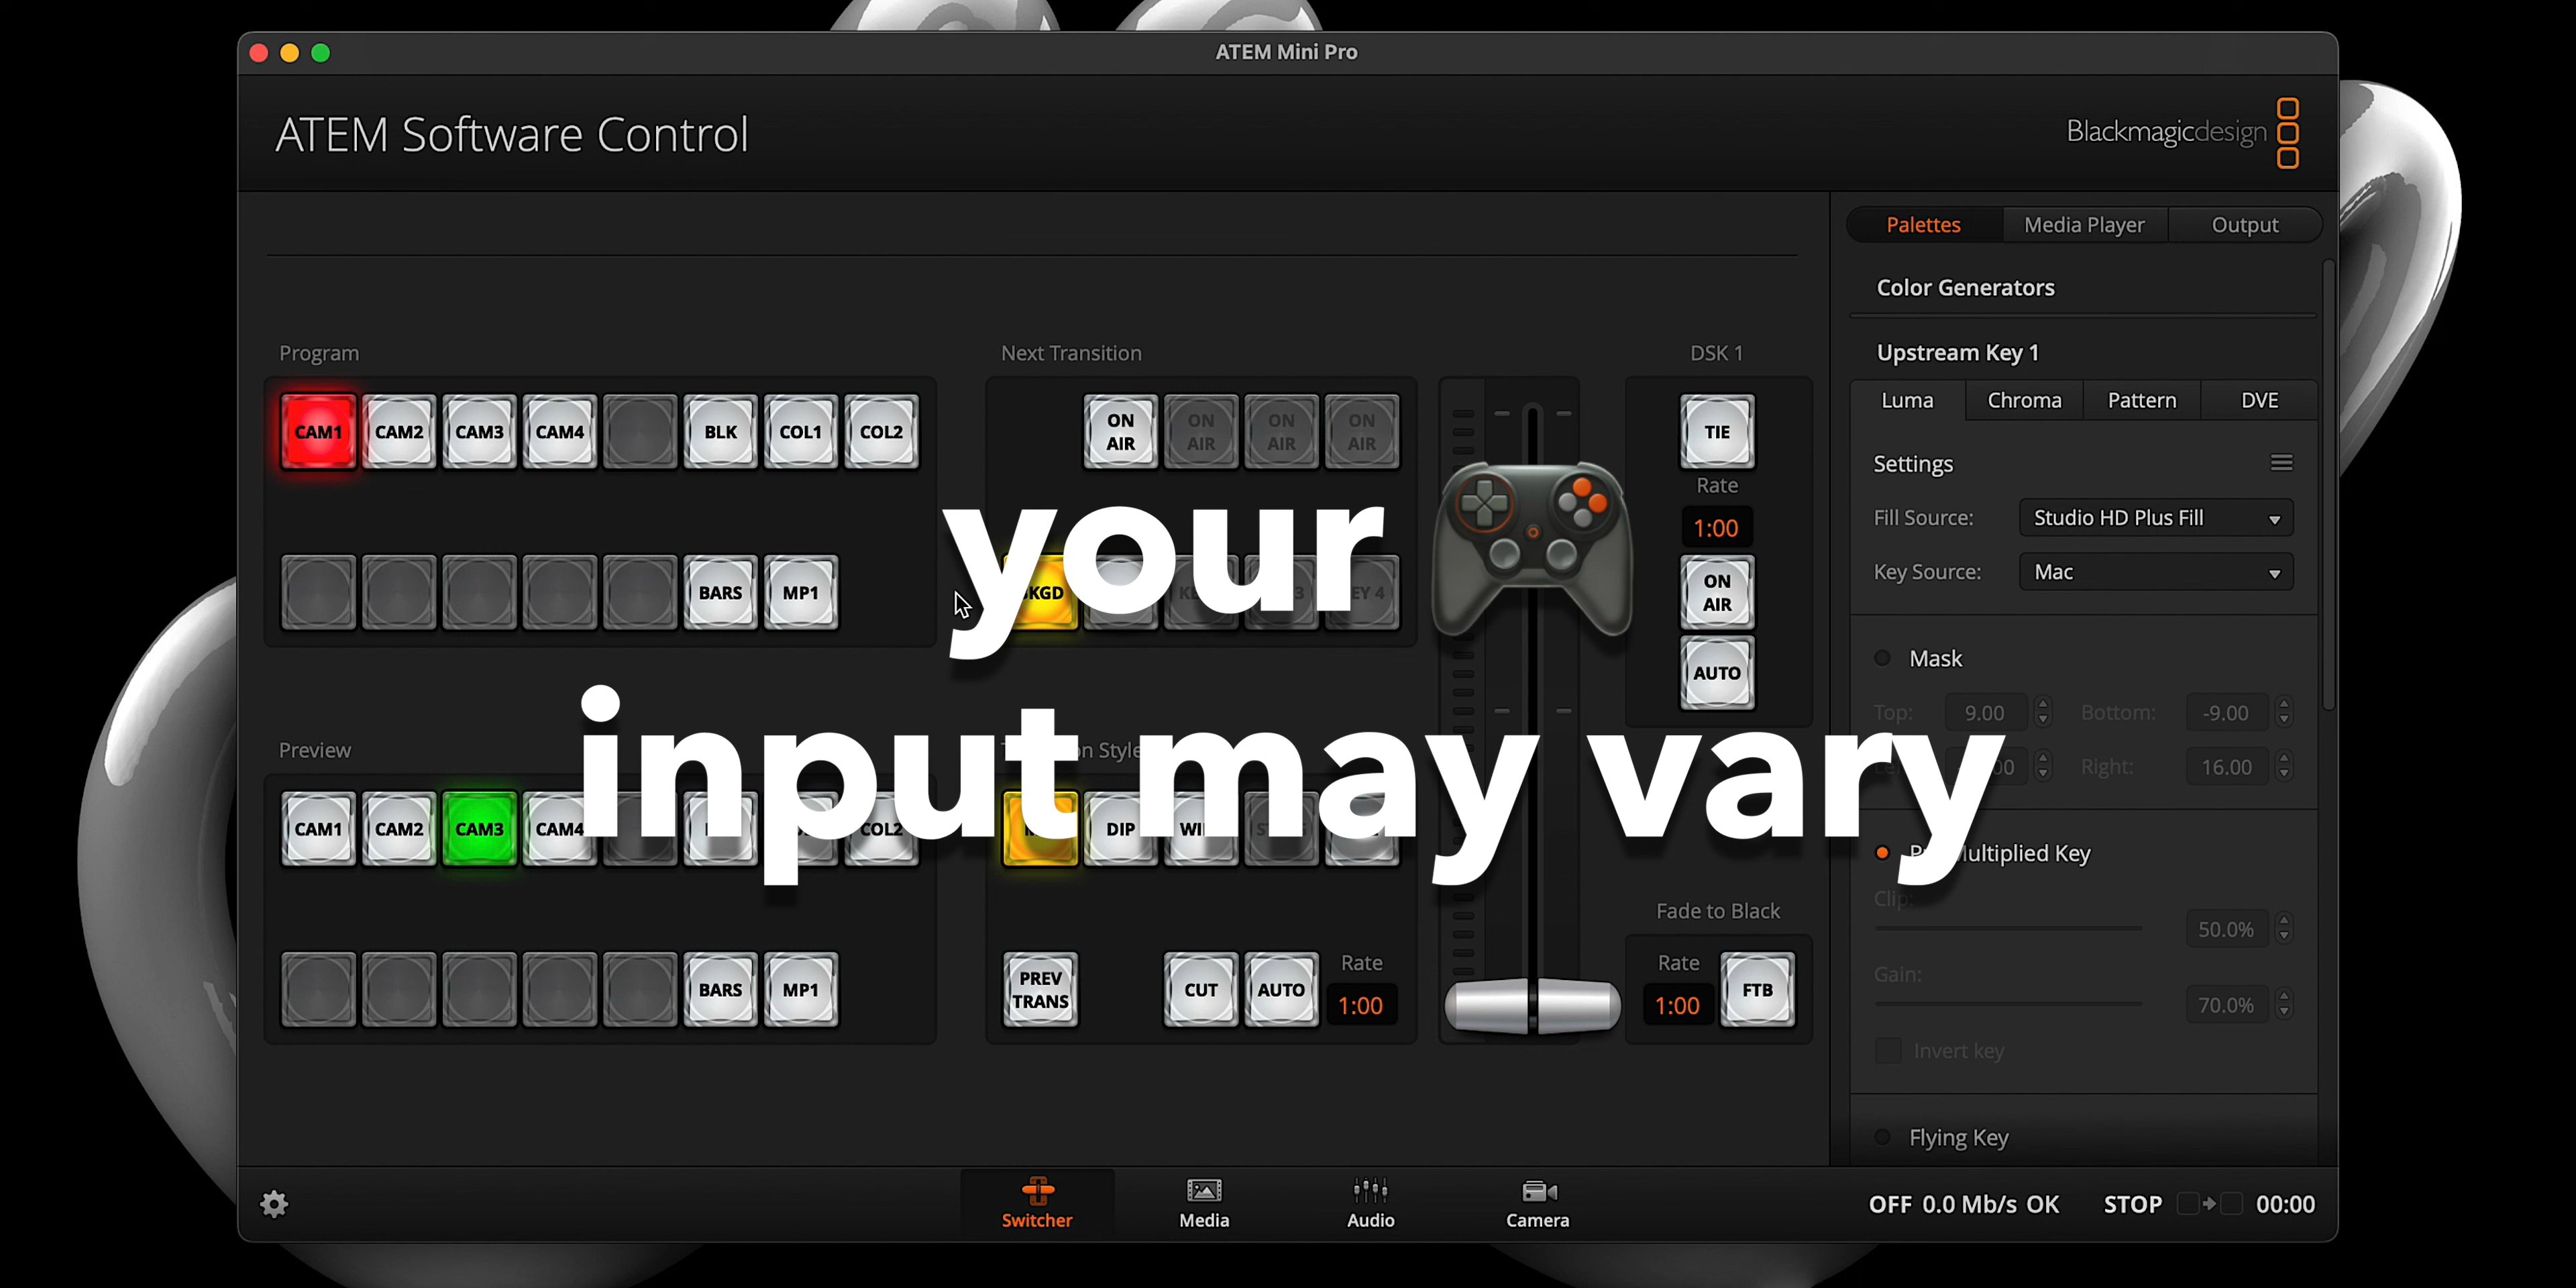 ATEM Mini Pro
ATEM Software Control
Blackmagicdesign
Palettes
Media Player
Output
Color Generators
Upstream Key 1
Luma
Chroma
Pattern
DVE
Settings
Fill Source:
Studio HD Plus Fill
Key Source:
Mac
Mask
Top:
9.00
Bottom:
-9.00
Right:
16.00
Multiplied Key
Clip:
50.0%
Gain:
70.0%
Invert key
Flying Key
Program
CAM1
CAM2
CAM3
CAM4
BLK
COL1
COL2
BARS
MP1
Next Transition
ON AIR
ON AIR
ON AIR
ON AIR
DSK 1
TIE
Rate
1:00
ON AIR
AUTO
your
input may vary
Preview
CAM1
CAM2
CAM3
CAM4
COL2
BARS
MP1
DIP
PREV TRANS
CUT
AUTO
Rate
1:00
Fade to Black
Rate
1:00
FTB
Switcher
Media
Audio
Camera
OFF 0.0 Mb/s OK
STOP
00:00